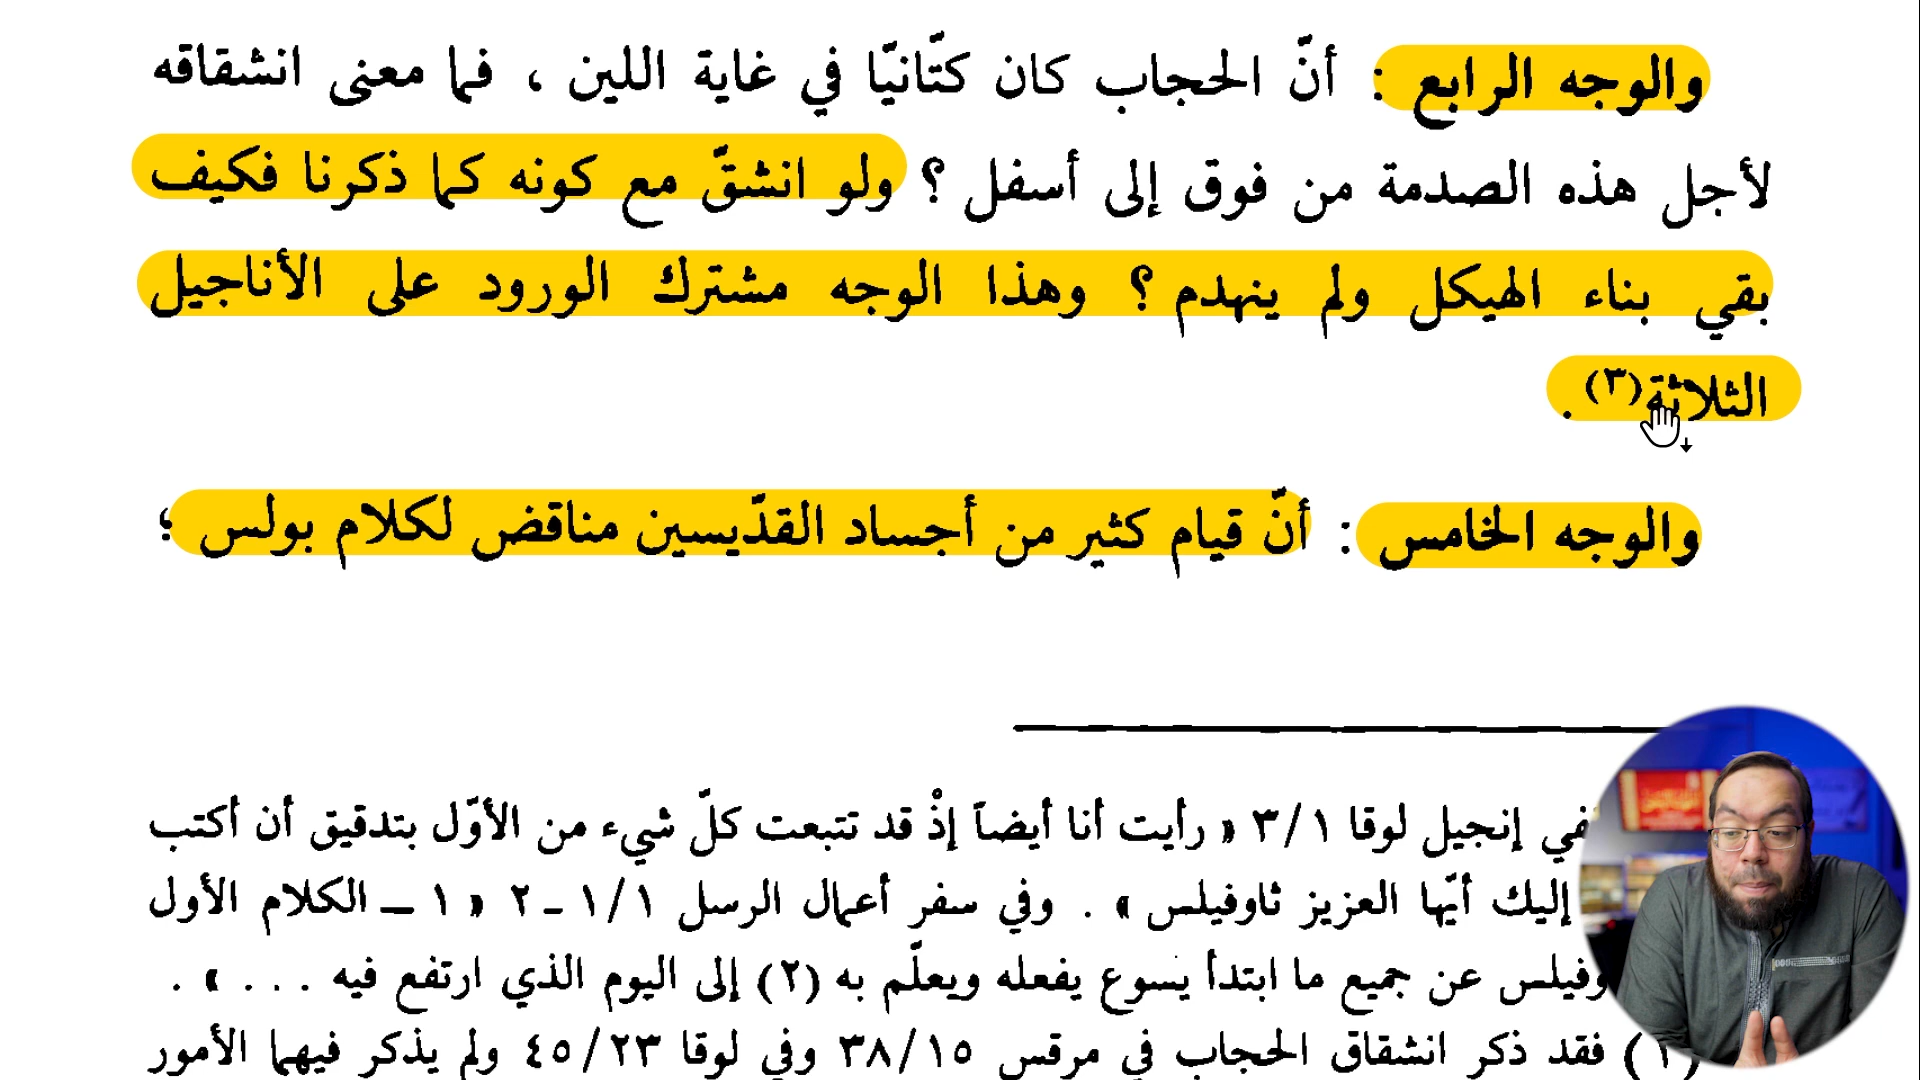 والوجه الرابع : أنّ الحجاب كان كتّانيّا في غاية اللين ، فما معنى انشقاقه
لأجل هذه الصدمة من فوق إلى أسفل ؟ ولو انشقّ مع كونه كما ذكرنا فكيف
بقي بناء الهيكل ولم ينهدم ؟ وهذا الوجه مشترك الورود على الأناجيل
الثلاثة(٣) .
والوجه الخامس : أنّ قيام كثير من أجساد القدّيسين مناقض لكلام بولس ؛
إنجيل لوقا ٣/١ « رأيت أنا أيضاً إذْ قد تتبعت كلّ شيء من الأوّل بتدقيق أن أكتب
إليك أيّها العزيز ثاوفيلس » . وفي سفر أعمال الرسل ١/١ - ٢ « ١ ـ الكلام الأول
عن جميع ما ابتدأ يسوع يفعله ويعلّم به (٢) إلى اليوم الذي ارتفع فيه . . . » .
(١) فقد ذكر انشقاق الحجاب في مرقس ٣٨/١٥ وفي لوقا ٤٥/٢٣ ولم يذكر فيهما الأمور